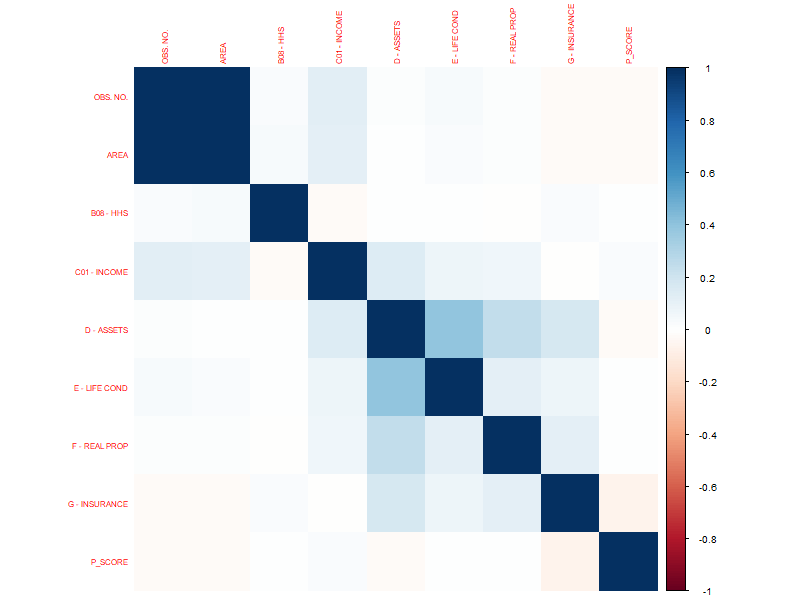 OBS. NO.
AREA
B08 - HHS
C01 - INCOME
D - ASSETS
E - LIFE COND
F - REAL PROP
G - INSURANCE
P_SCORE
OBS. NO.
AREA
B08 - HHS
C01 - INCOME
D - ASSETS
E - LIFE COND
F - REAL PROP
G - INSURANCE
P_SCORE
1
0.8
0.6
0.4
0.2
0
-0.2
-0.4
-0.6
-0.8
-1